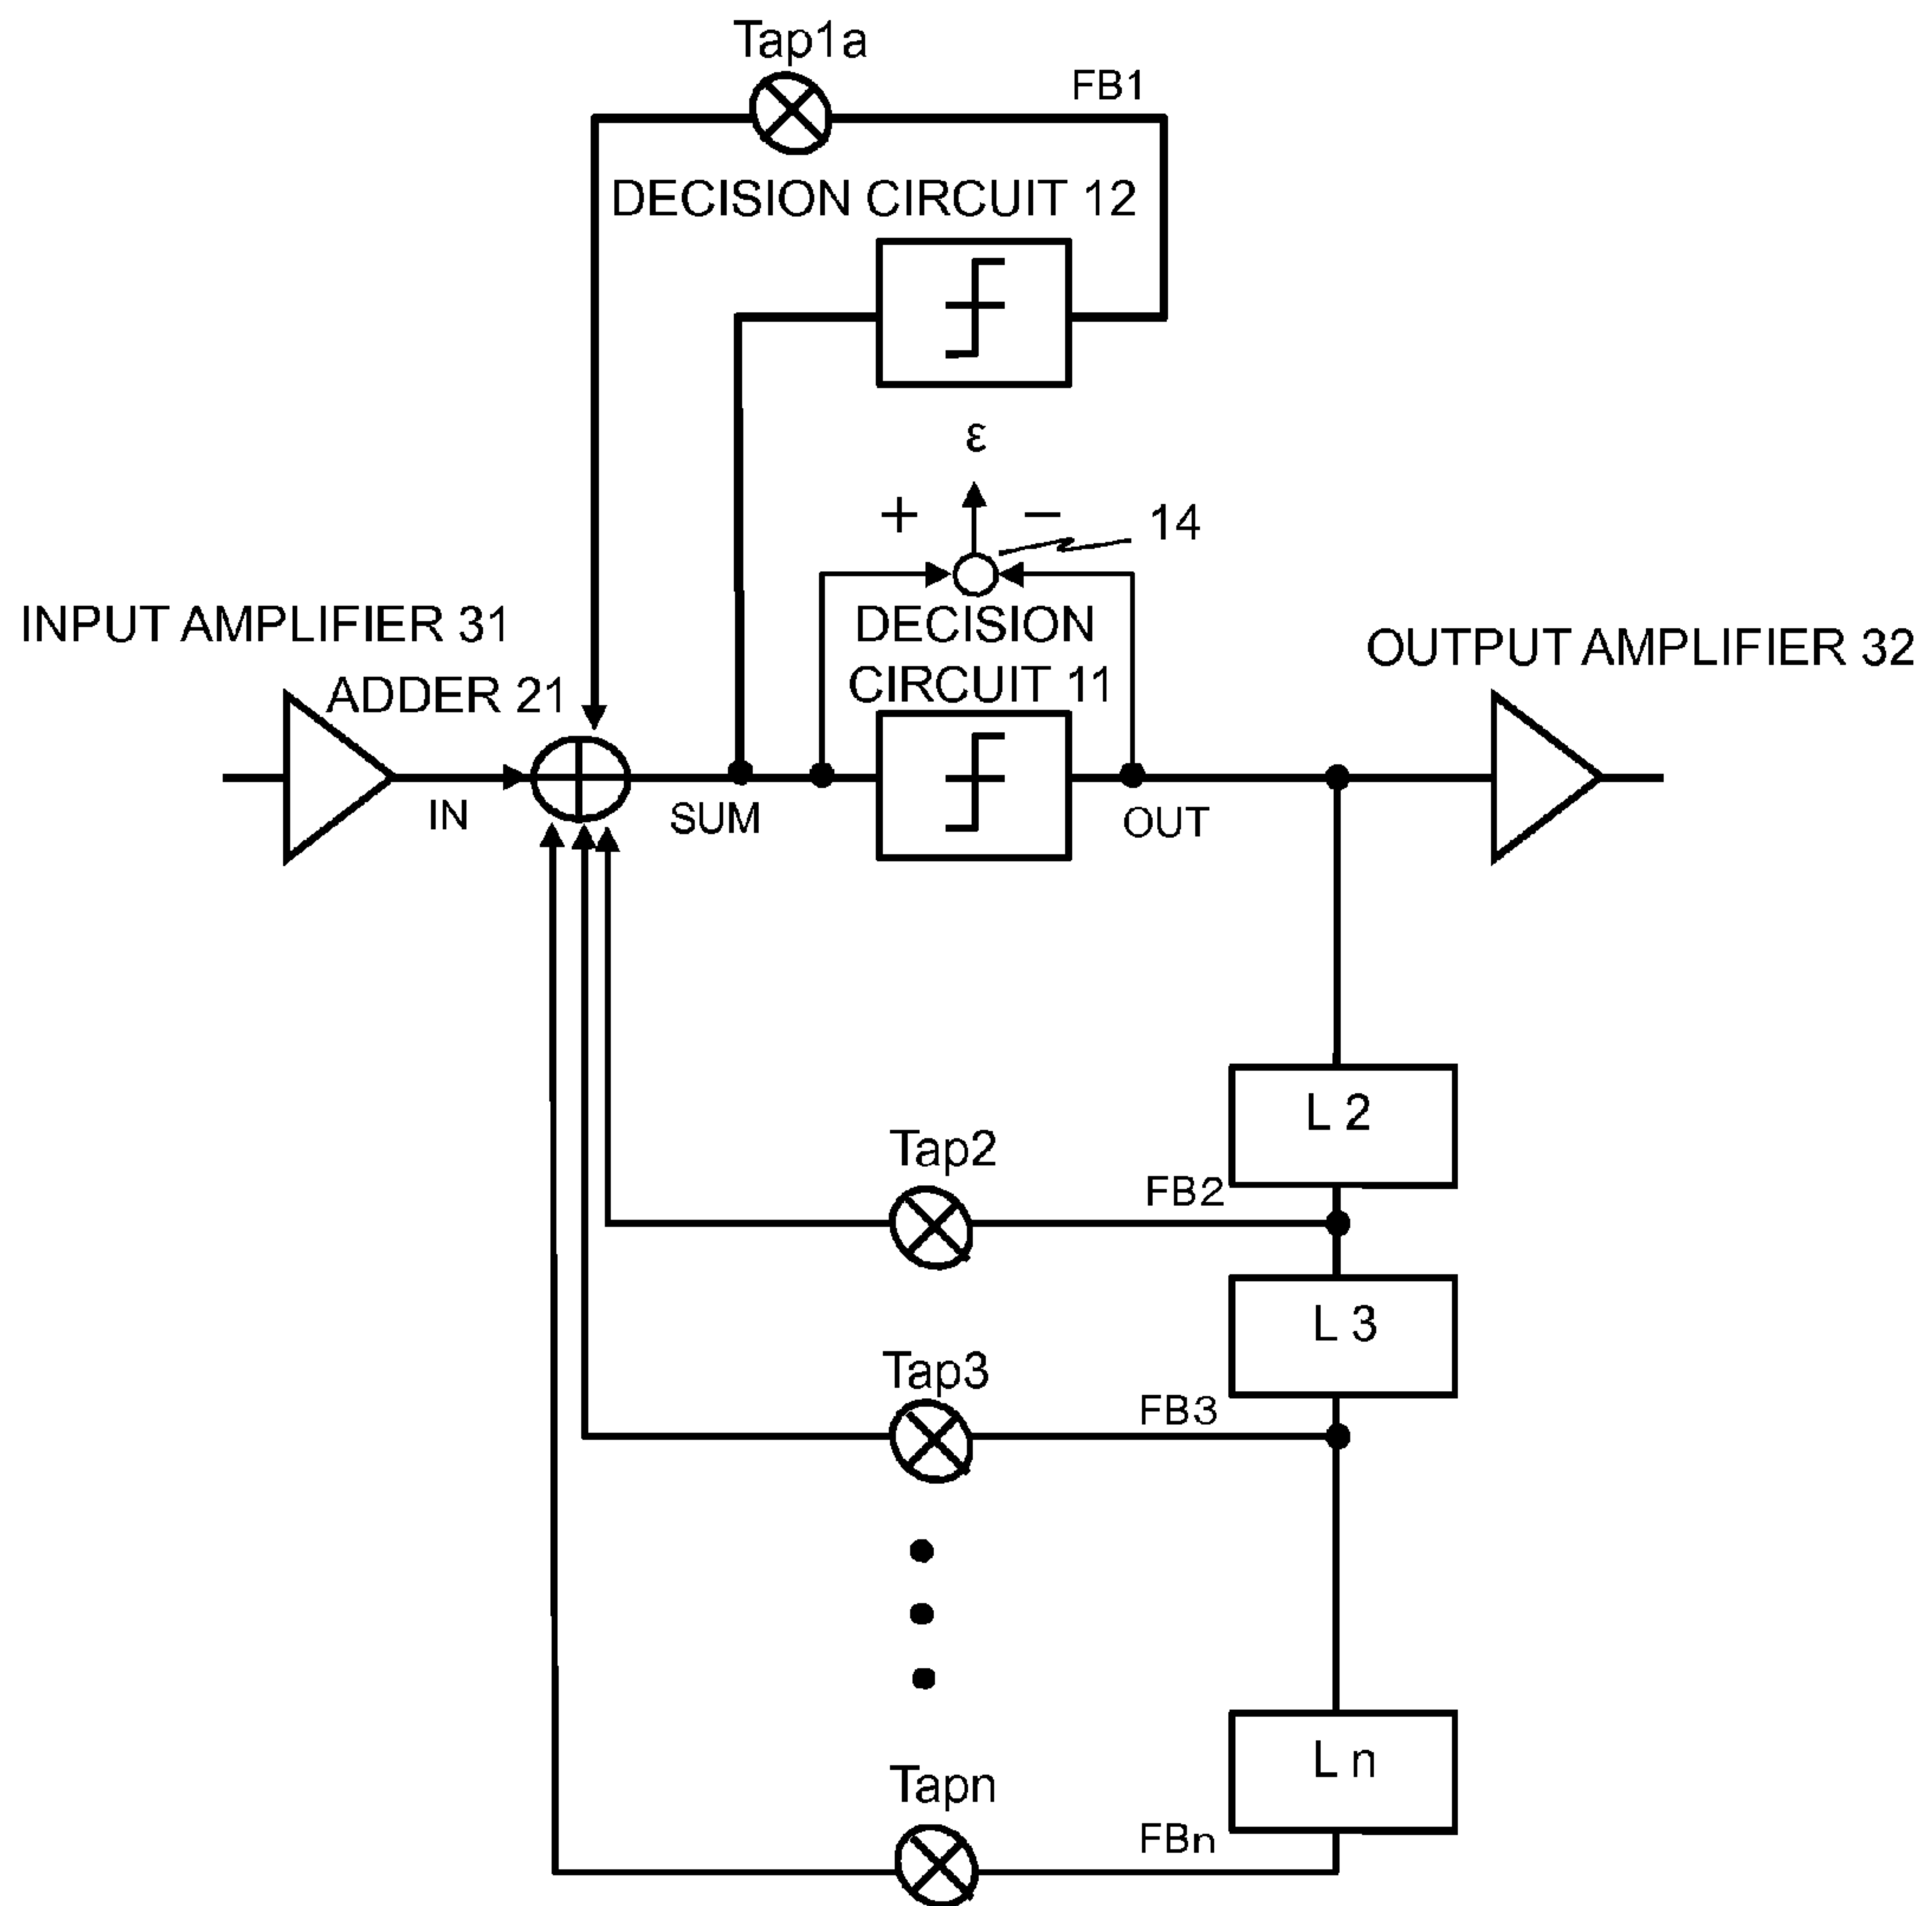 Tap1a
FB1
DECISION CIRCUIT 12
ε
+
−
14
INPUT AMPLIFIER 31
DECISION
CIRCUIT 11
OUTPUT AMPLIFIER 32
ADDER 21
IN
SUM
OUT
L 2
Tap2
FB2
L 3
Tap3
FB3
L n
Tapn
FBn